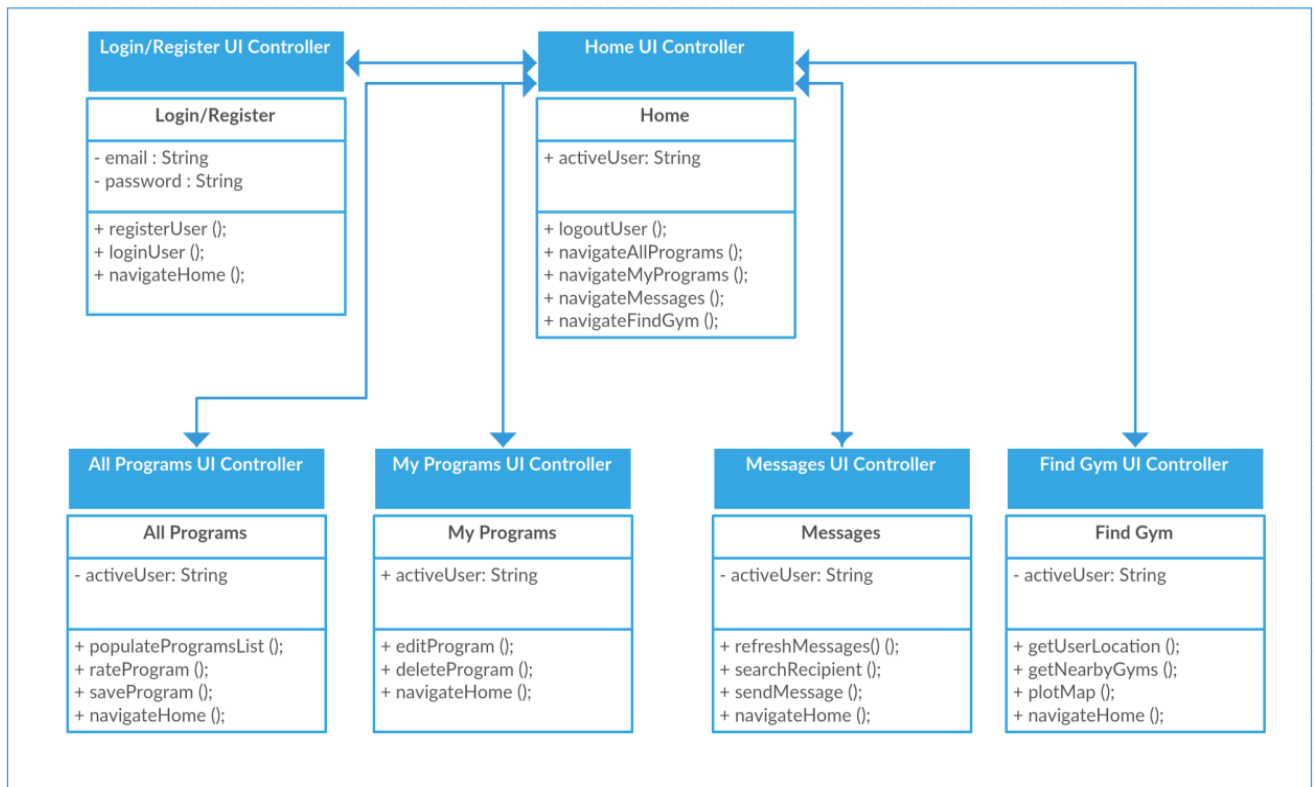 Login/Register UI Controller
Home UI Controller
Login/Register
- email : String
- password : String
+ registerUser ();
+ loginUser ();
+ navigateHome ();
Home
+ activeUser: String
+ logoutUser ();
+ navigateAllPrograms ();
+ navigateMyPrograms ();
+ navigateMessages ();
+ navigateFindGym ();
All Programs UI Controller
My Programs UI Controller
Messages UI Controller
Find Gym UI Controller
All Programs
- activeUser: String
+ populateProgramsList ();
+ rateProgram ();
+ saveProgram ();
+ navigateHome ();
My Programs
+ activeUser: String
+ editProgram ();
+ deleteProgram ();
+ navigateHome ();
Messages
- activeUser: String
+ refreshMessages() ();
+ searchRecipient ();
+ sendMessage ();
+ navigateHome ();
Find Gym
- activeUser: String
+ getUserLocation ();
+ getNearbyGyms ();
+ plotMap ();
+ navigateHome ();